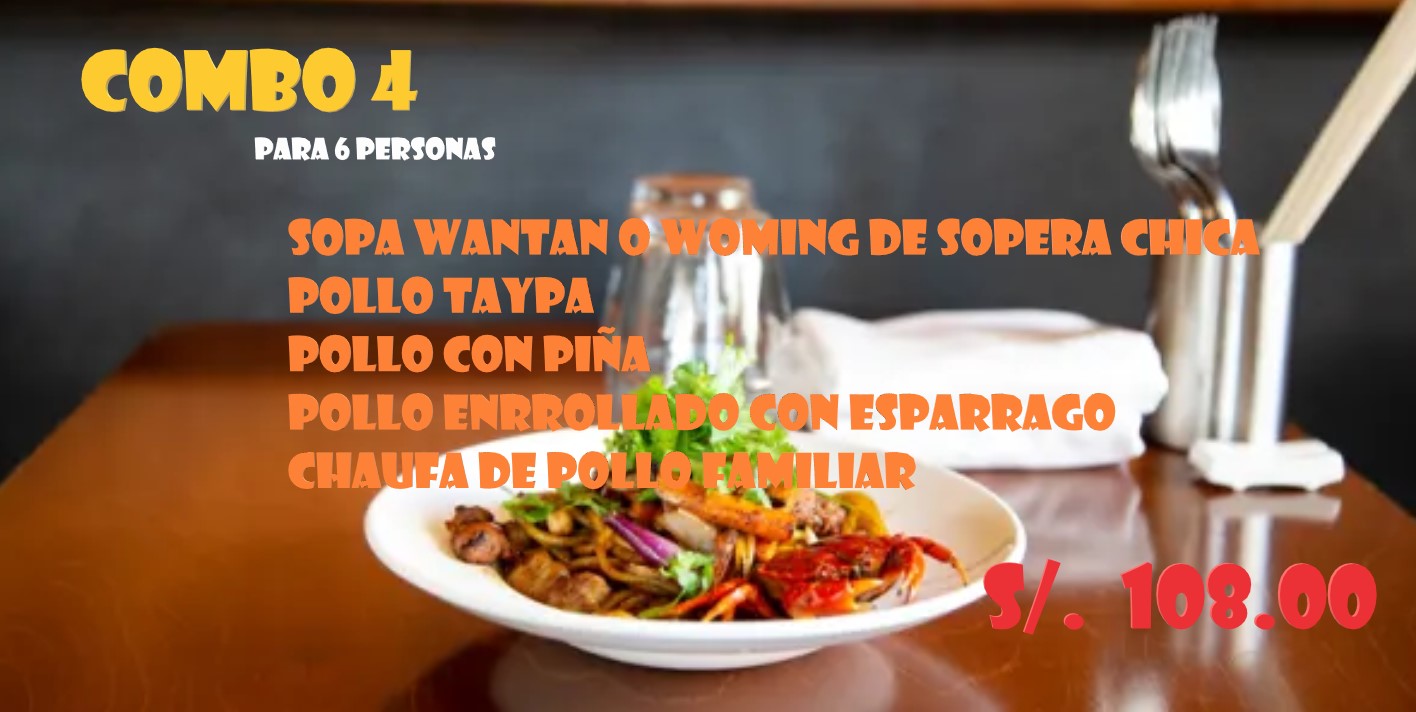 COMBO 4
PARA 6 PERSONAS
SOPA WANTAN O WOMING DE SOPERA CHICA
POLLO TAYPA
POLLO CON PIÑA
POLLO ENRROLLADO CON ESPARRAGO
CHAUFA DE POLLO FAMILIAR
S/. 108.00